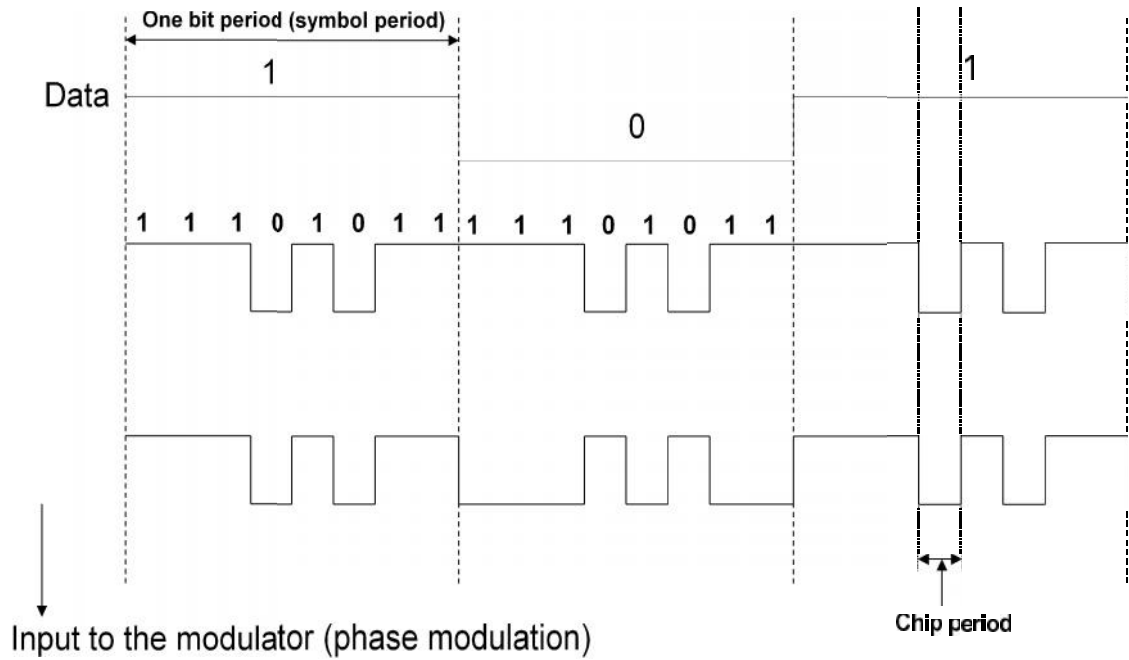 One bit period (symbol period)
1
1
Data
0
1 1 1 0 1 0 1 1 1 1 1 0 1 0 1 1
Chip period
Input to the modulator (phase modulation)